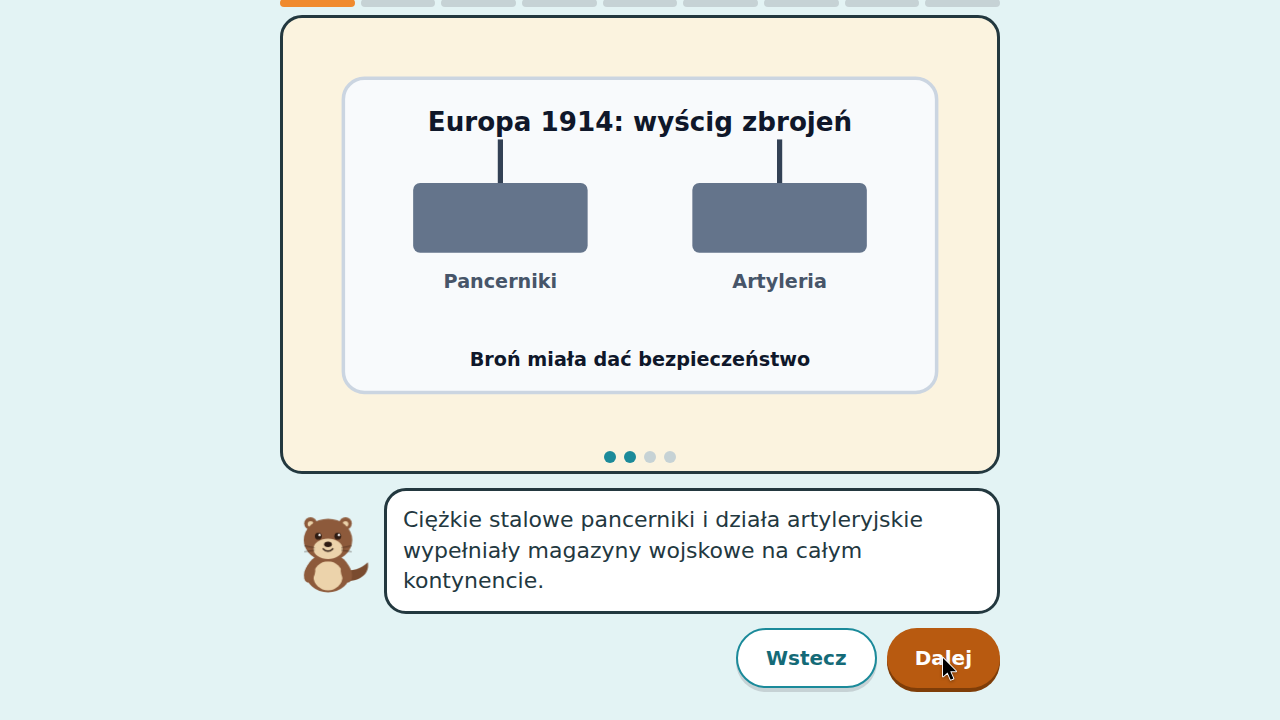 Europa 1914: wyścig zbrojeń
Pancerniki
Artyleria
Broń miała dać bezpieczeństwo
Ciężkie stalowe pancerniki i działa artyleryjskie
wypełniały magazyny wojskowe na całym
kontynencie.
Wstecz
Dalej